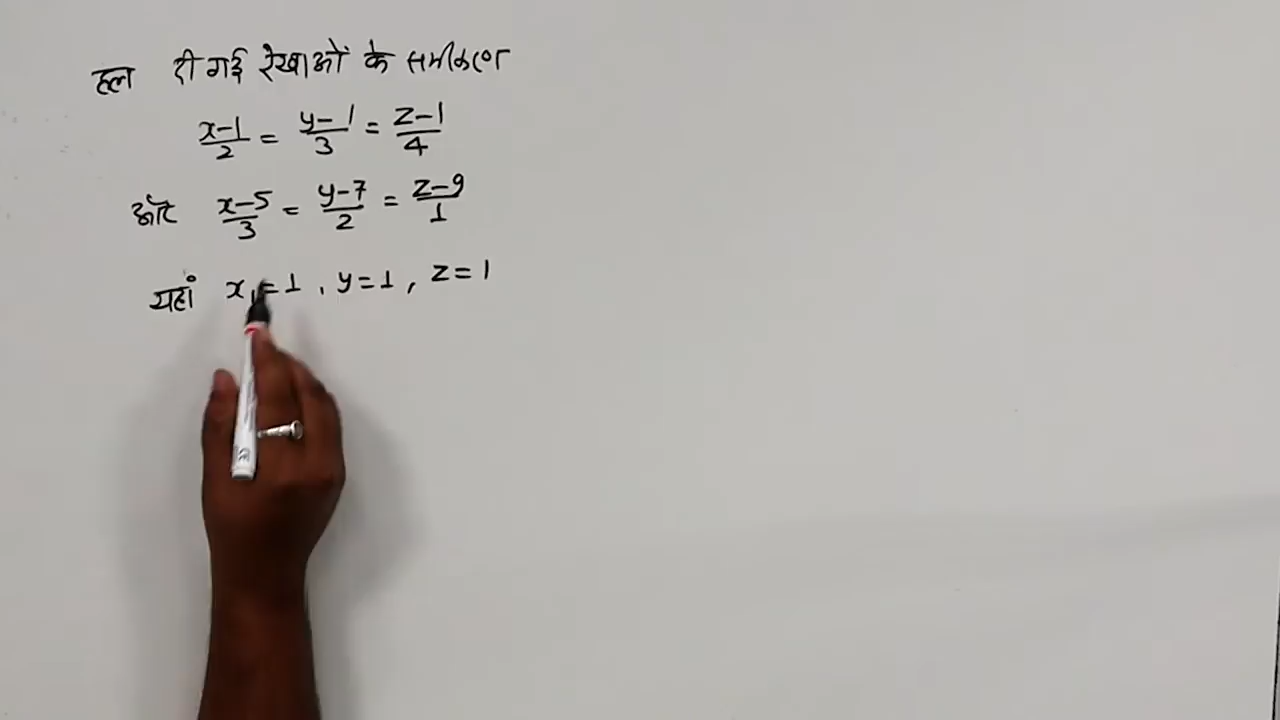 हल दी गई रेखाओं के समीकरण
x-1/2 = y-1/3 = z-1/4
और x-5/3 = y-7/2 = z-9/1
यहां x₁=1, y=1, z=1